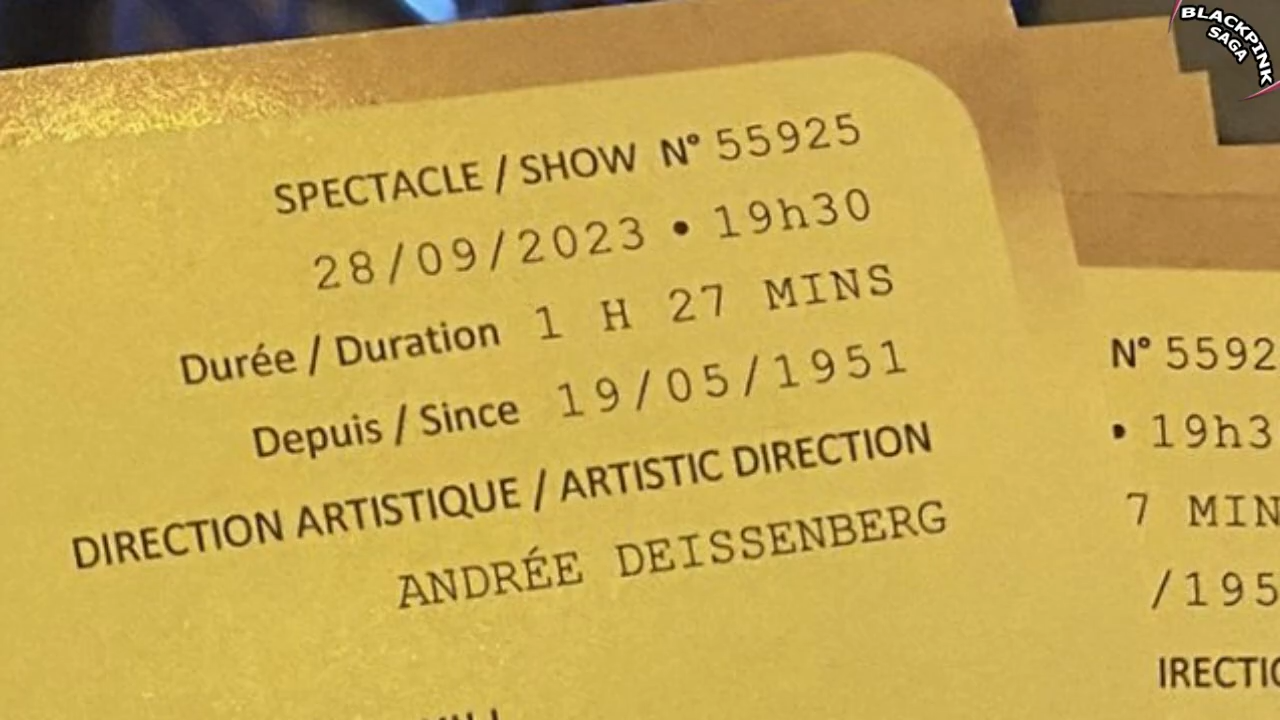 BLACKPINK
SAGA
SPECTACLE / SHOW N° 55925
28/09/2023 • 19h30
Durée / Duration 1 H 27 MINS
Depuis / Since 19/05/1951
DIRECTION ARTISTIQUE / ARTISTIC DIRECTION
ANDRÉE DEISSENBERG
N° 5592
• 19h3
7 MIN
/195
IRECTIO